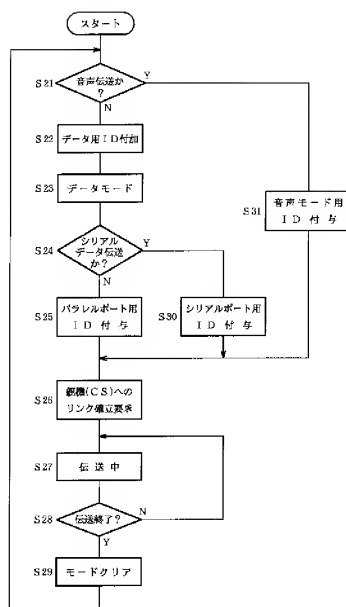 スタート
S21
音声伝送か
?
Y
N
S22
データ用ID付加
S23
データモード
S24
シリアル
データ伝送
か?
Y
N
S31
音声モード用
ID付与
S25
パラレルポート用
ID付与
S30
シリアルポート用
ID付与
S26
親機(CS)への
リンク確立要求
S27
伝送中
S28
伝送終了?
N
Y
S29
モードクリア